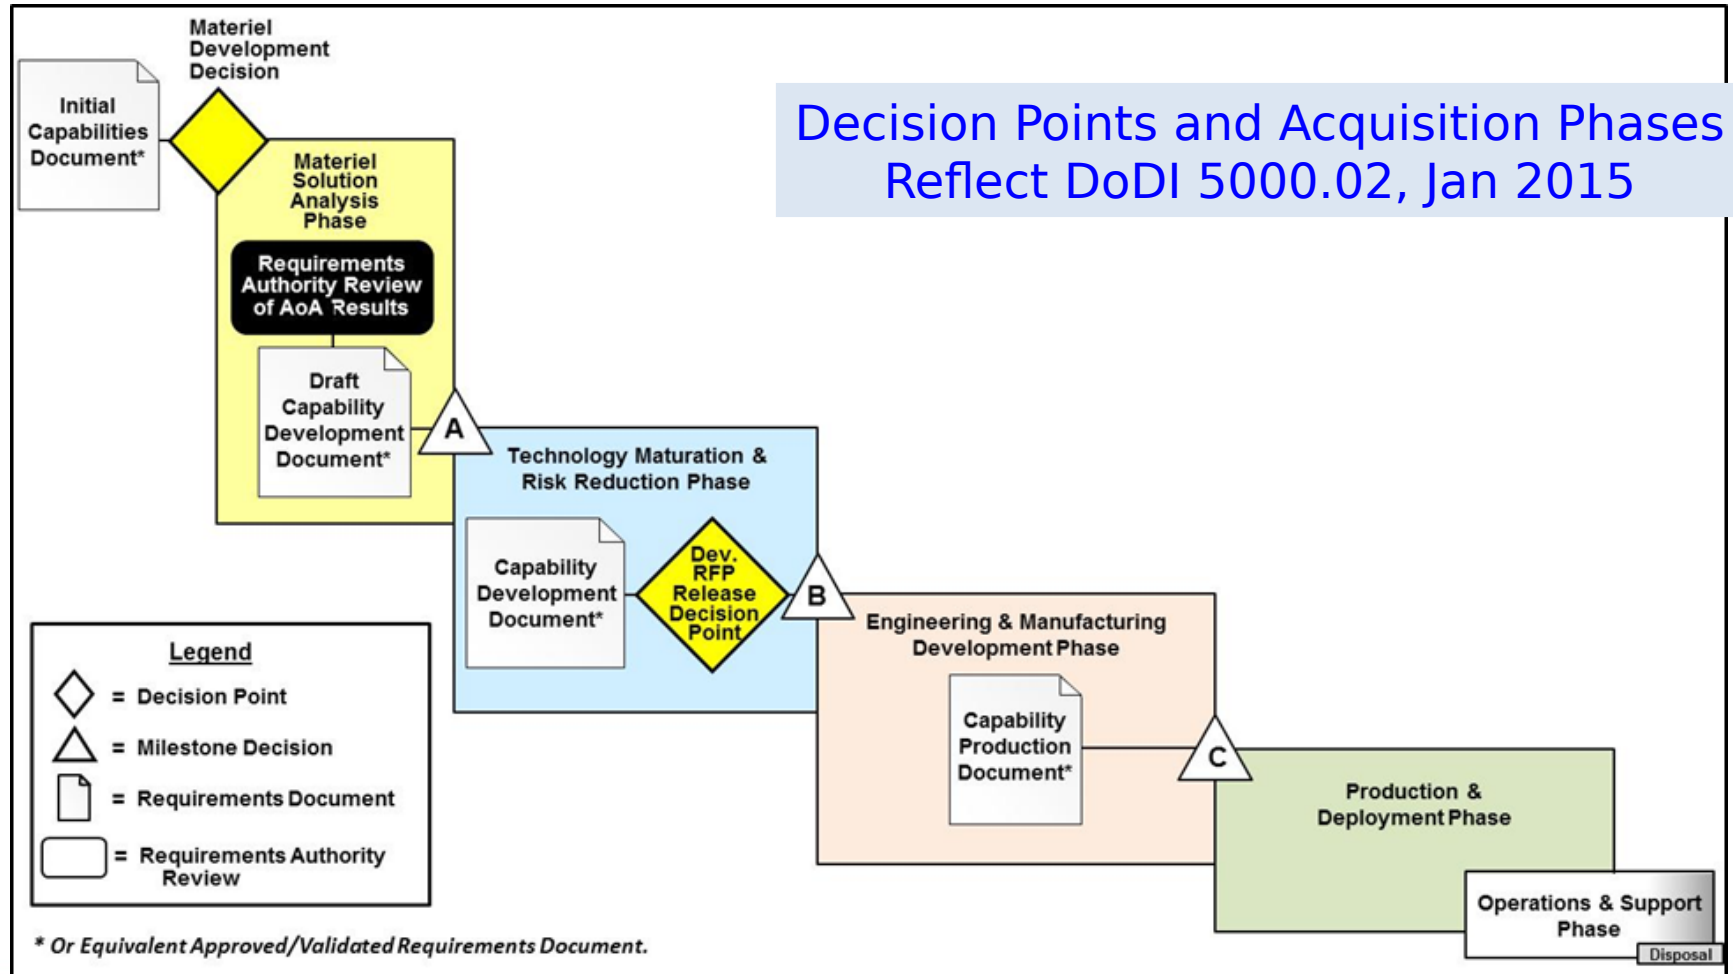 Materiel
Development
Decision
Initial
Capabilities
Document*
Decision Points and Acquisition Phases
Reflect DoDI 5000.02, Jan 2015
Materiel
Solution
Analysis
Phase
Requirements
Authority Review
of AoA Results
Draft
Capability
Development
Document*
A
Technology Maturation &
Risk Reduction Phase
Capability
Development
Document*
Dev.
RFP
Release
Decision
Point
B
Engineering & Manufacturing
Development Phase
Capability
Production
Document*
C
Production &
Deployment Phase
Operations & Support
Phase
Disposal
Legend
= Decision Point
= Milestone Decision
= Requirements Document
= Requirements Authority
Review
* Or Equivalent Approved/Validated Requirements Document.